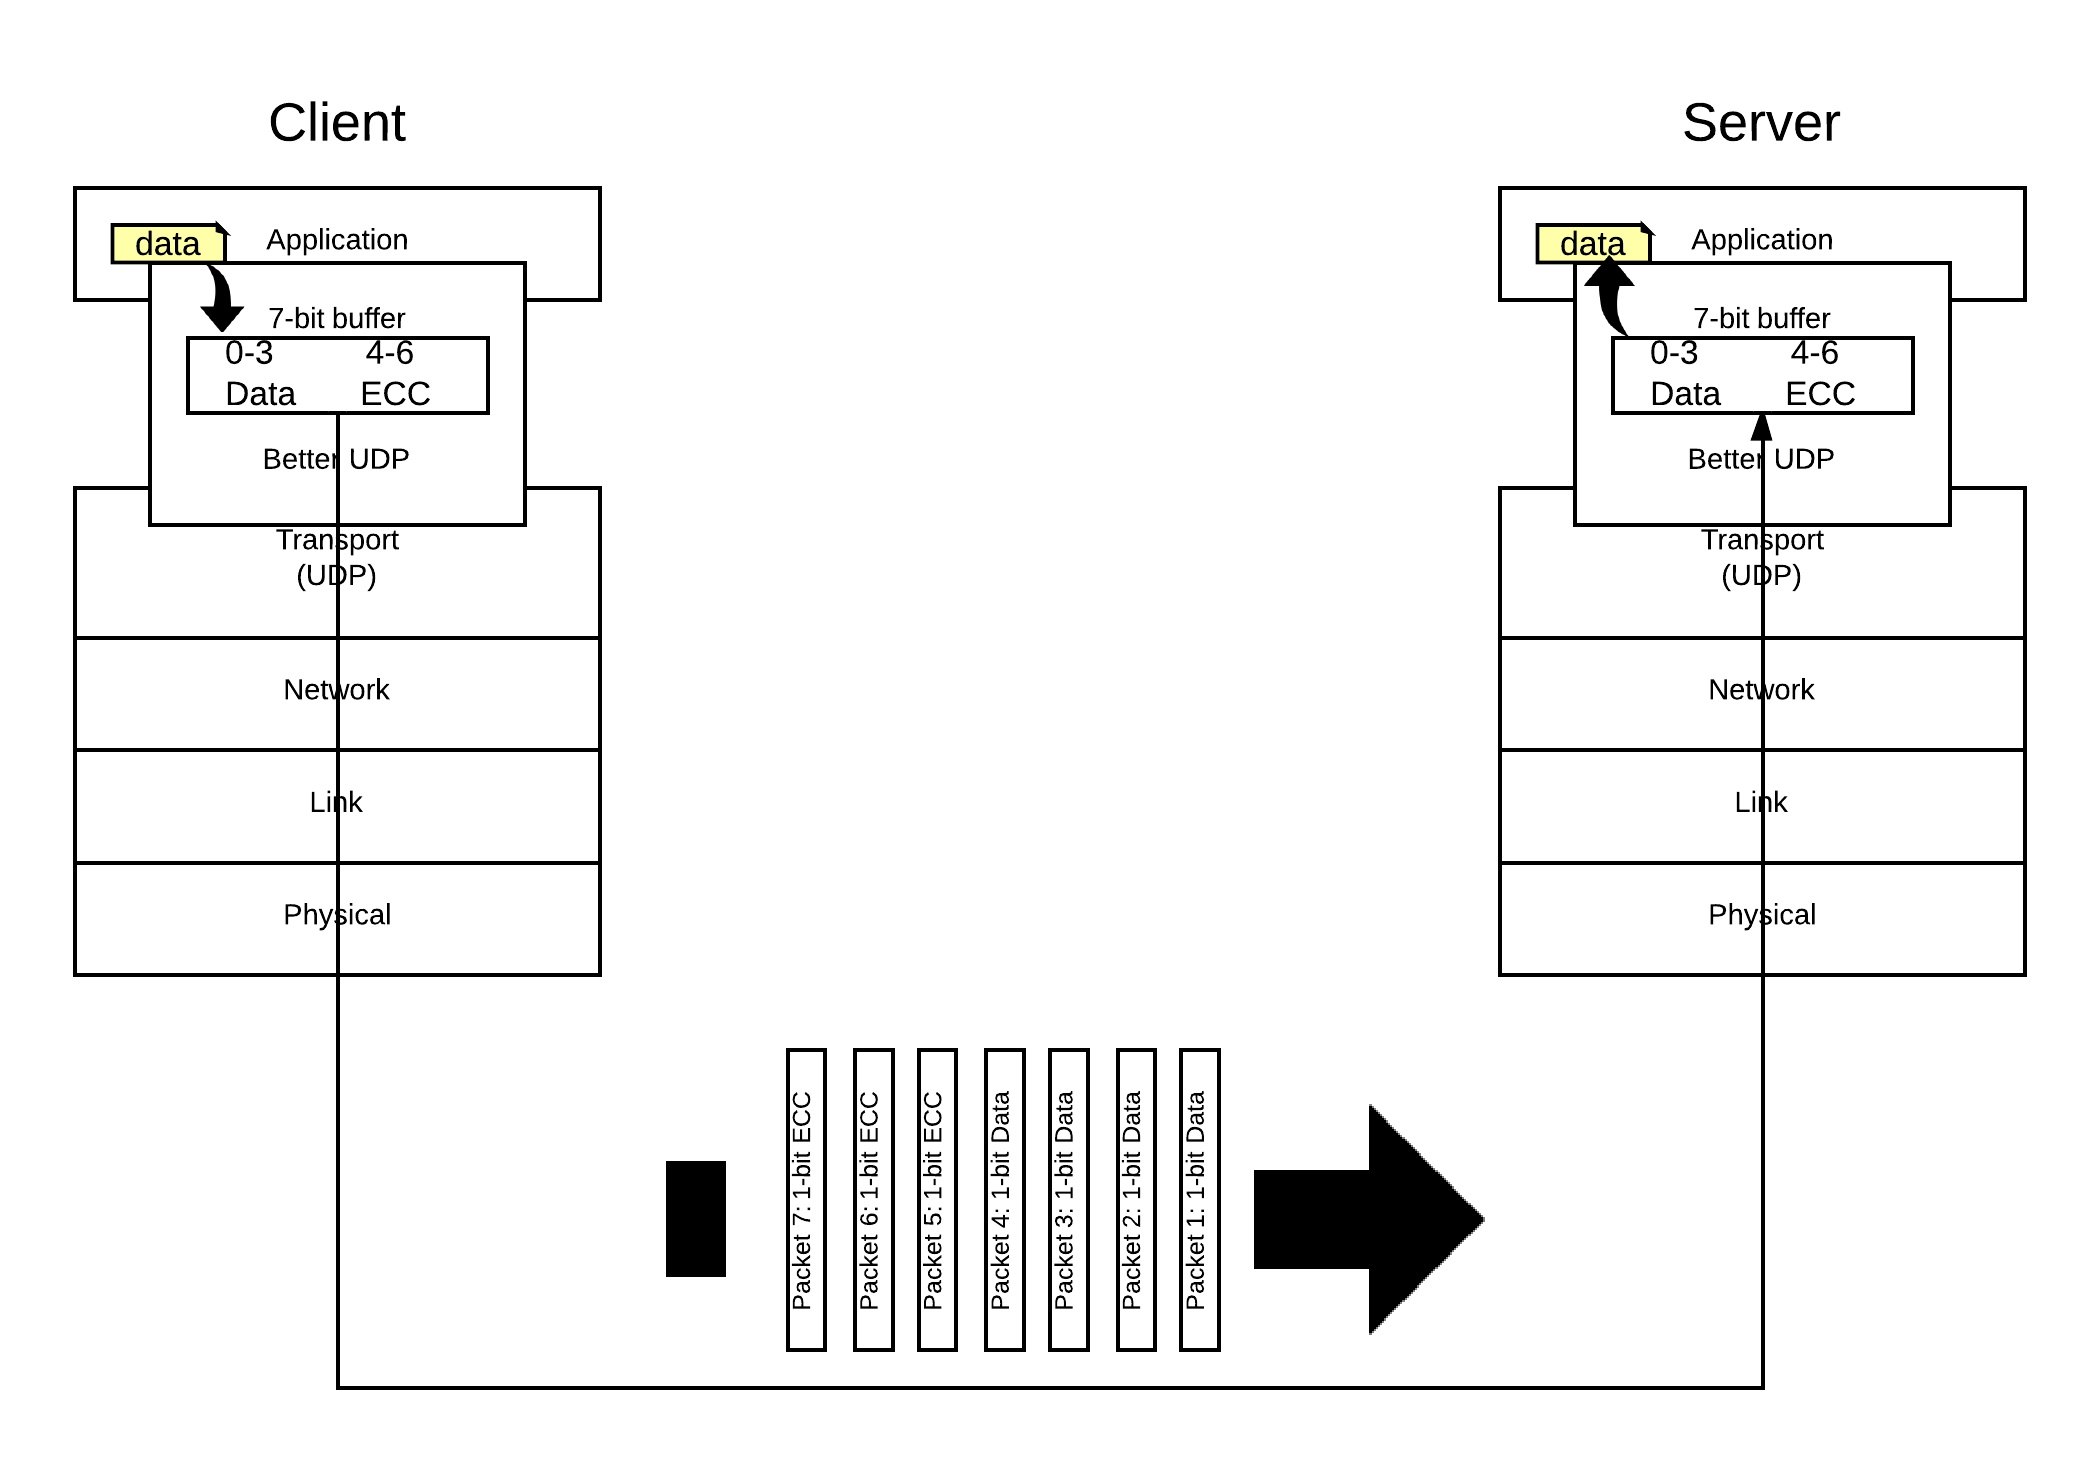 Client
data
Application
7-bit buffer
0-3 4-6
Data ECC
Better UDP
Transport
(UDP)
Network
Link
Physical
Server
data
Application
7-bit buffer
0-3 4-6
Data ECC
Better UDP
Transport
(UDP)
Network
Link
Physical
Packet 7: 1-bit ECC
Packet 6: 1-bit ECC
Packet 5: 1-bit ECC
Packet 4: 1-bit Data
Packet 3: 1-bit Data
Packet 2: 1-bit Data
Packet 1: 1-bit Data